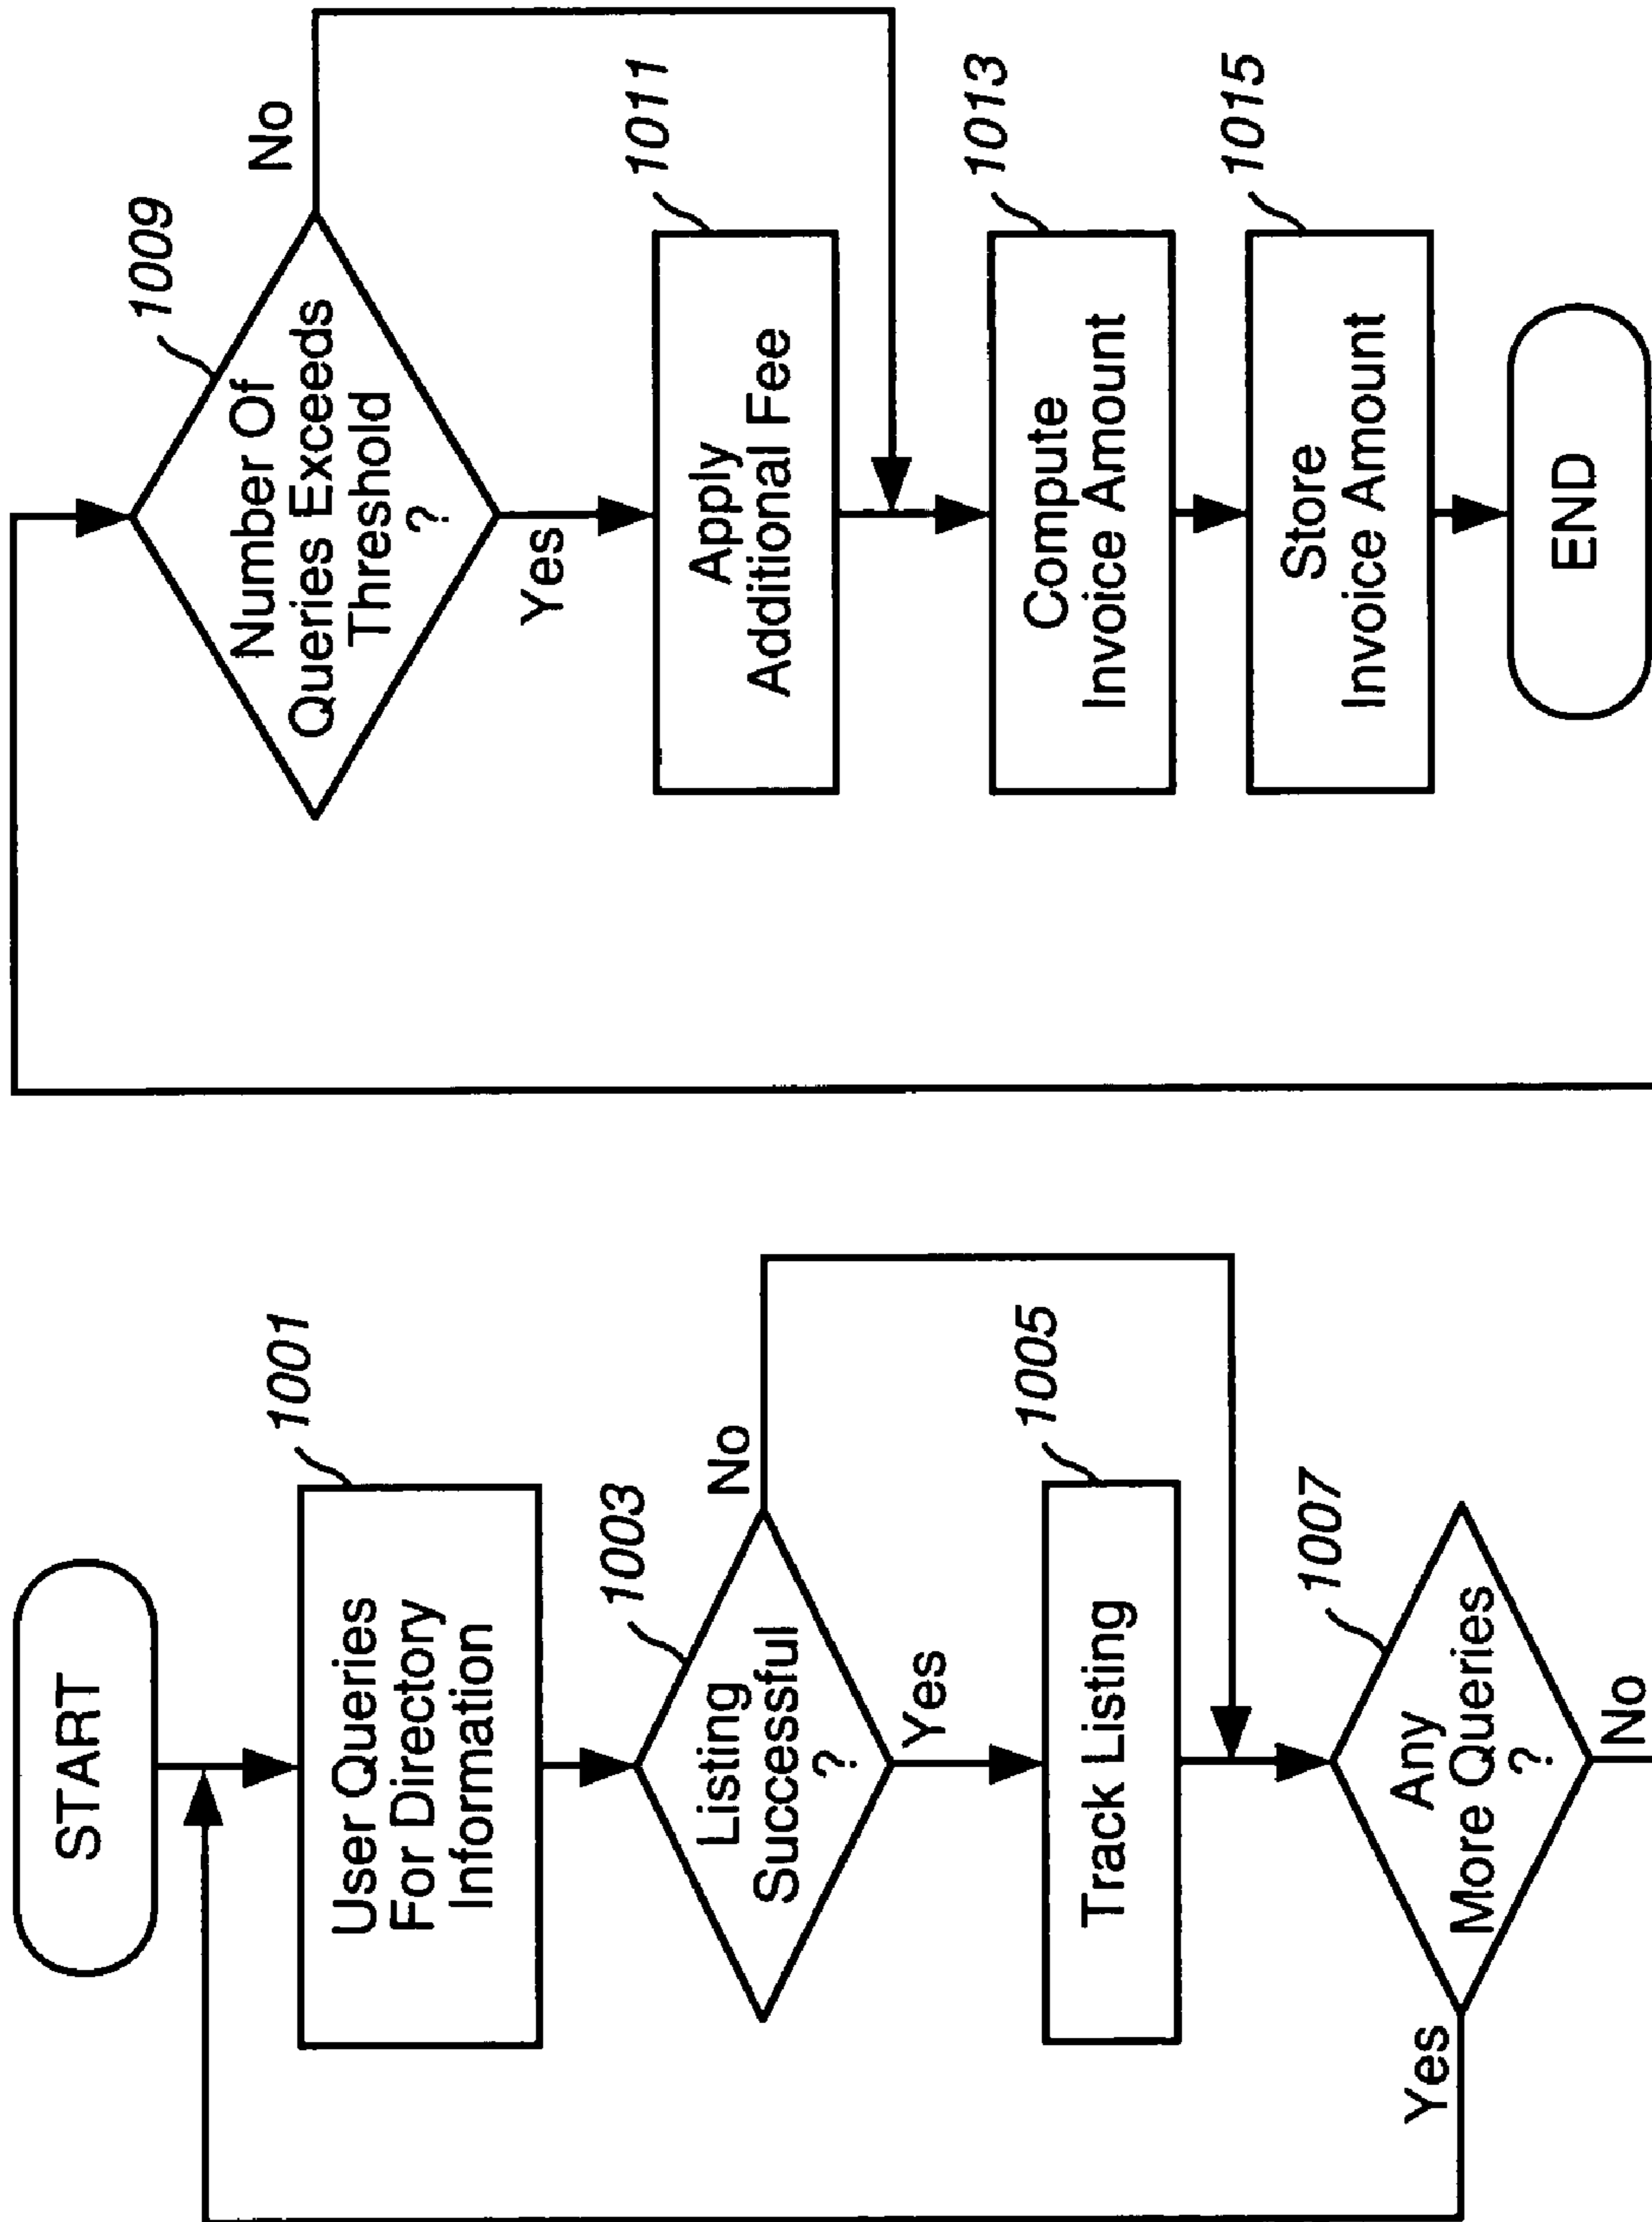 START
1001
User Queries
For Directory
Information
1003
Listing
Successful
?
No
Yes
1005
Track Listing
1007
Any
More Queries
?
Yes
No
1009
Number Of
Queries Exceeds
Threshold
?
No
Yes
1011
Apply
Additional Fee
1013
Compute
Invoice Amount
1015
Store
Invoice Amount
END